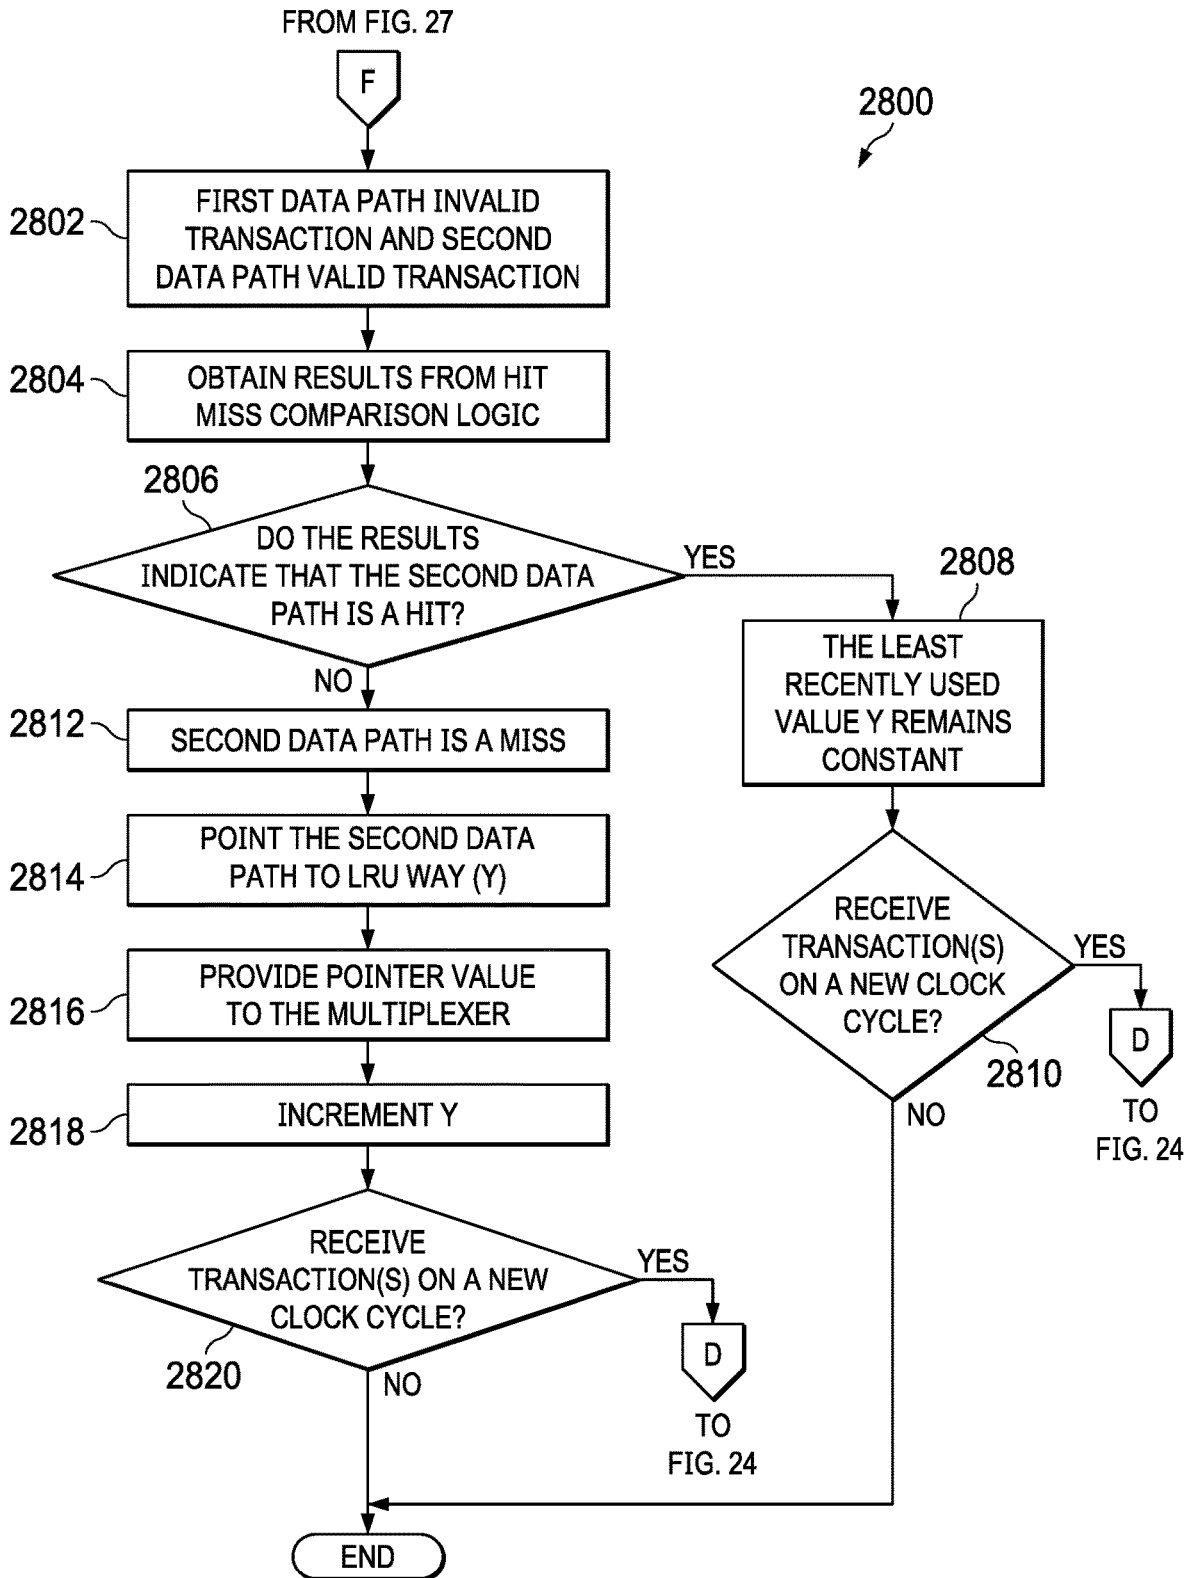 FROM FIG. 27
F
2800
2802
FIRST DATA PATH INVALID
TRANSACTION AND SECOND
DATA PATH VALID TRANSACTION
2804
OBTAIN RESULTS FROM HIT
MISS COMPARISON LOGIC
2806
DO THE RESULTS
INDICATE THAT THE SECOND DATA
PATH IS A HIT?
YES
NO
2808
THE LEAST
RECENTLY USED
VALUE Y REMAINS
CONSTANT
2812
SECOND DATA PATH IS A MISS
2814
POINT THE SECOND DATA
PATH TO LRU WAY (Y)
RECEIVE
TRANSACTION(S)
ON A NEW CLOCK
CYCLE?
YES
2810
NO
D
TO
FIG. 24
2816
PROVIDE POINTER VALUE
TO THE MULTIPLEXER
2818
INCREMENT Y
RECEIVE
TRANSACTION(S) ON A NEW
CLOCK CYCLE?
YES
2820
NO
D
TO
FIG. 24
END